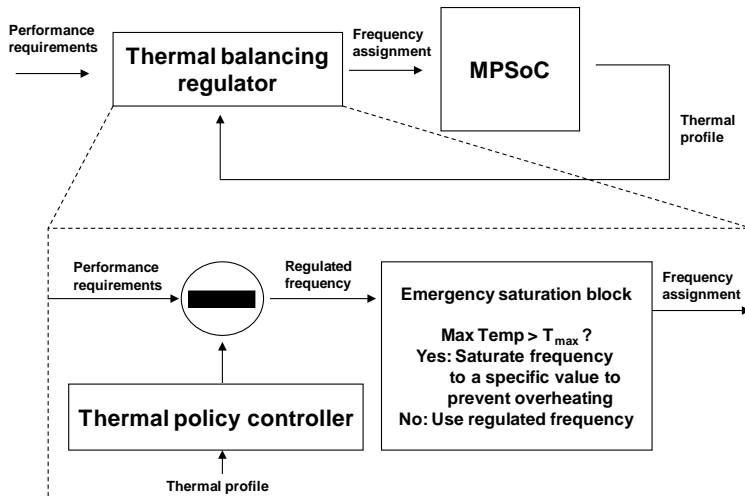 Performance
requirements
Thermal balancing
regulator
Frequency
assignment
MPSoC
Thermal
profile
Performance
requirements
Regulated
frequency
Emergency saturation block
Max Temp > Tmax ?
Yes: Saturate frequency
to a specific value to
prevent overheating
No: Use regulated frequency
Frequency
assignment
Thermal policy controller
Thermal profile